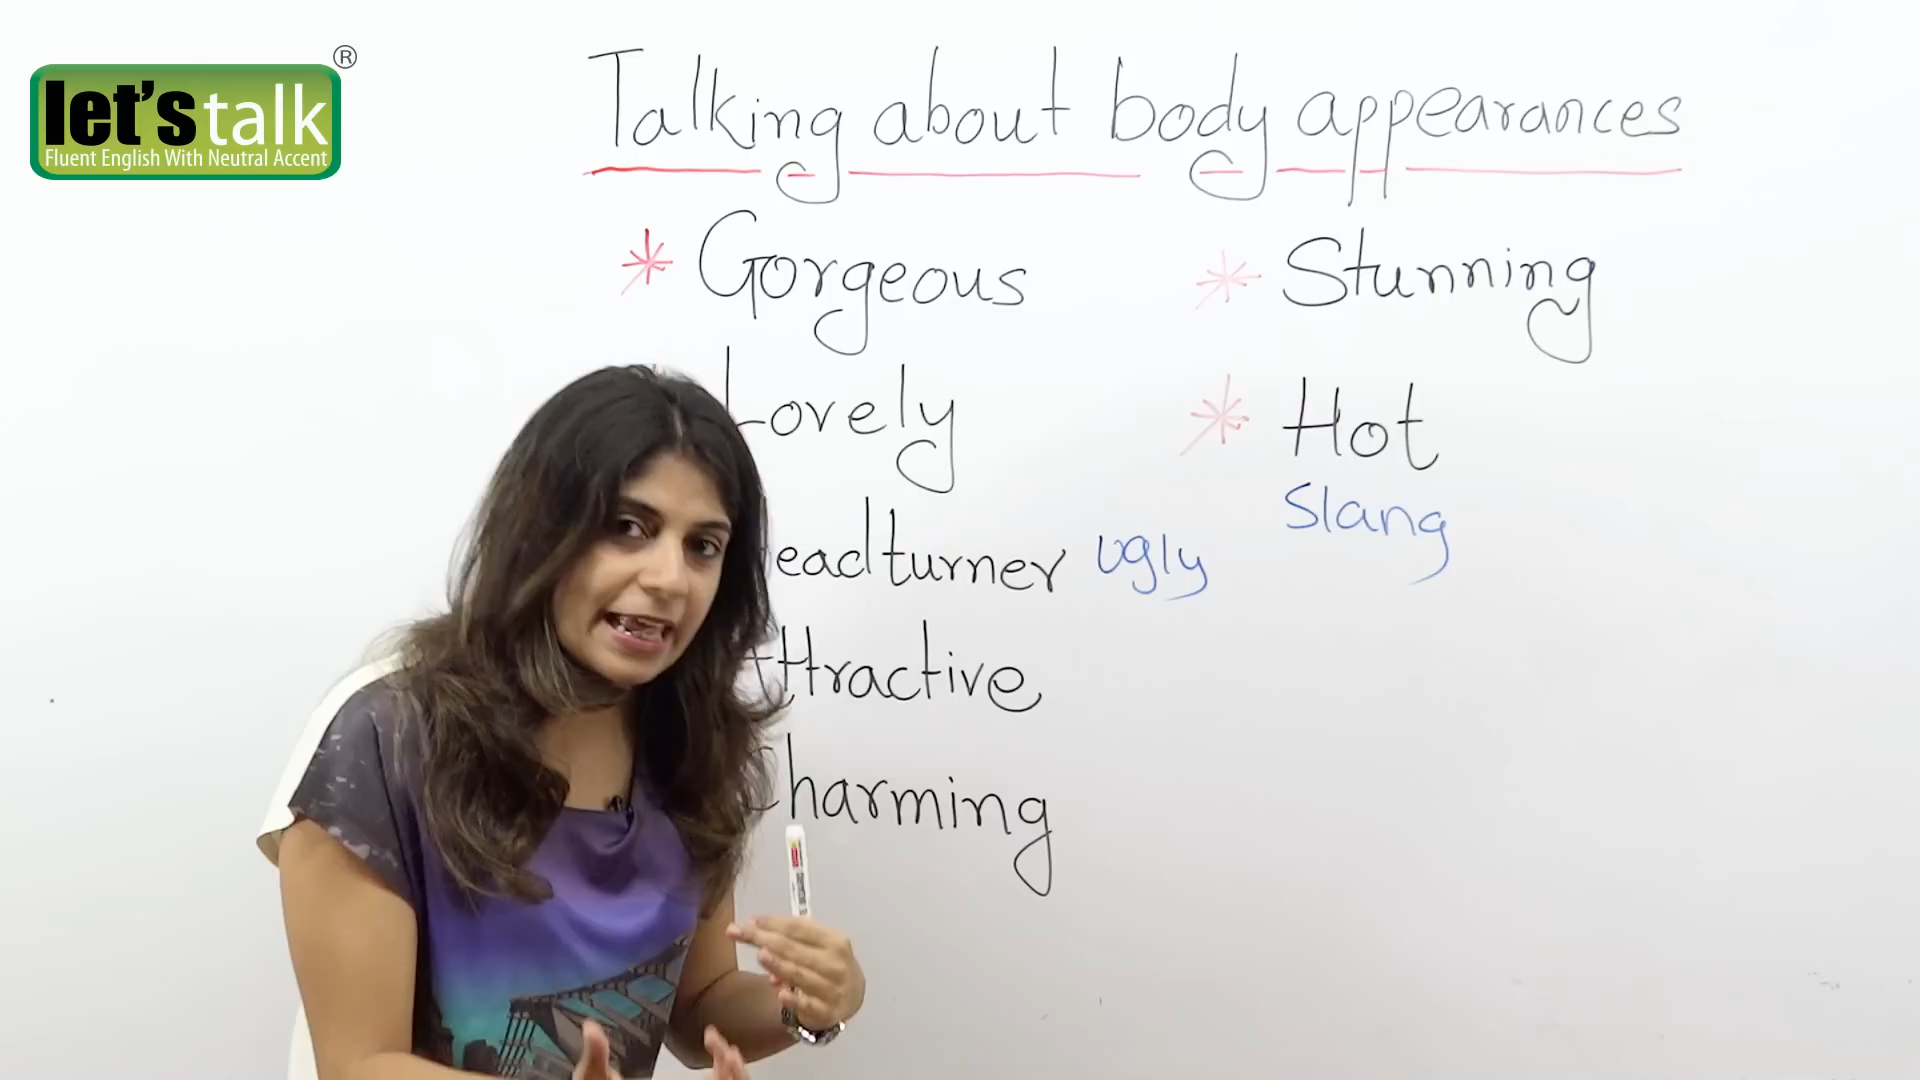 ®
let's talk
Fluent English With Neutral Accent
Talking about body appearances
* Gorgeous
Lovely
eadturner ugly
ttractive
Charming
* Stunning
* Hot
Slang